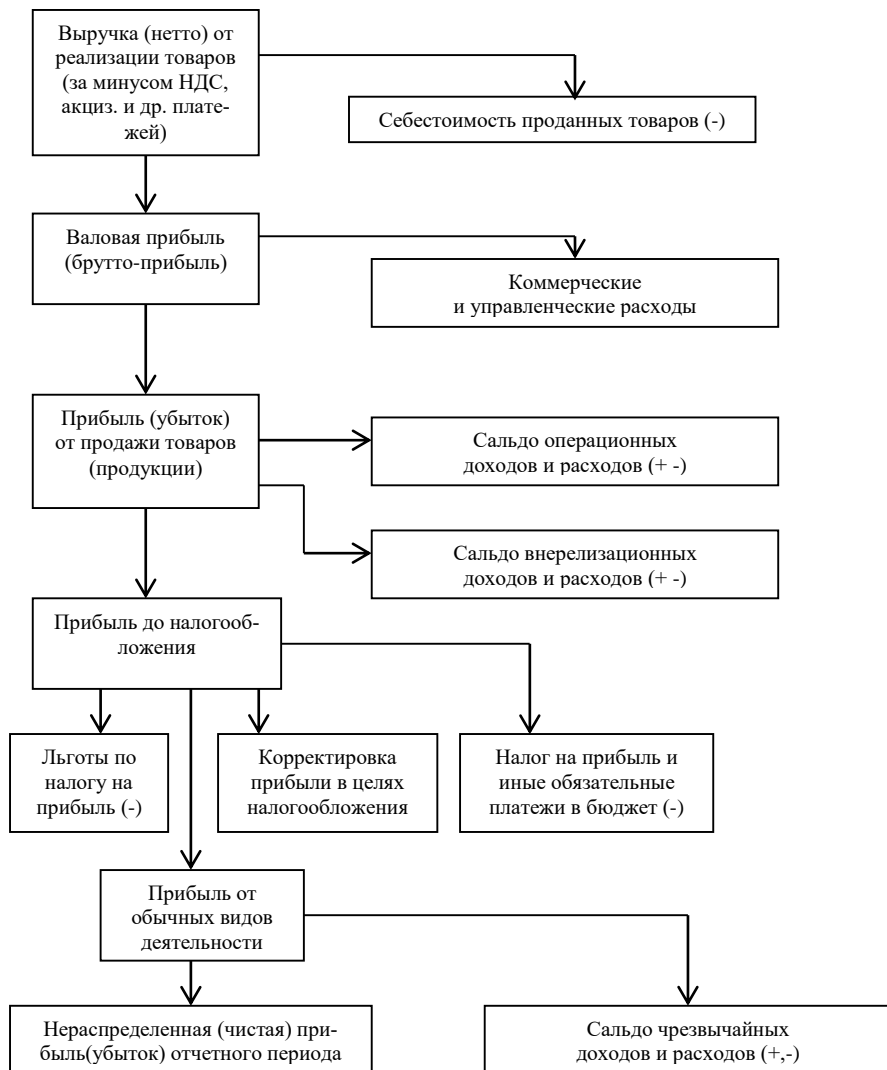 Выручка (нетто) от
реализации товаров
(за минусом НДС,
акциз. и др. плате-
жей)
Себестоимость проданных товаров (-)
Валовая прибыль
(брутто-прибыль)
Коммерческие
и управленческие расходы
Прибыль (убыток)
от продажи товаров
(продукции)
Сальдо операционных
доходов и расходов (+ -)
Сальдо внерелизационных
доходов и расходов (+ -)
Прибыль до налогооб-
ложения
Льготы по
налогу на
прибыль (-)
Корректировка
прибыли в целях
налогообложения
Налог на прибыль и
иные обязательные
платежи в бюджет (-)
Прибыль от
обычных видов
деятельности
Нераспределенная (чистая) при-
быль(убыток) отчетного периода
Сальдо чрезвычайных
доходов и расходов (+,-)